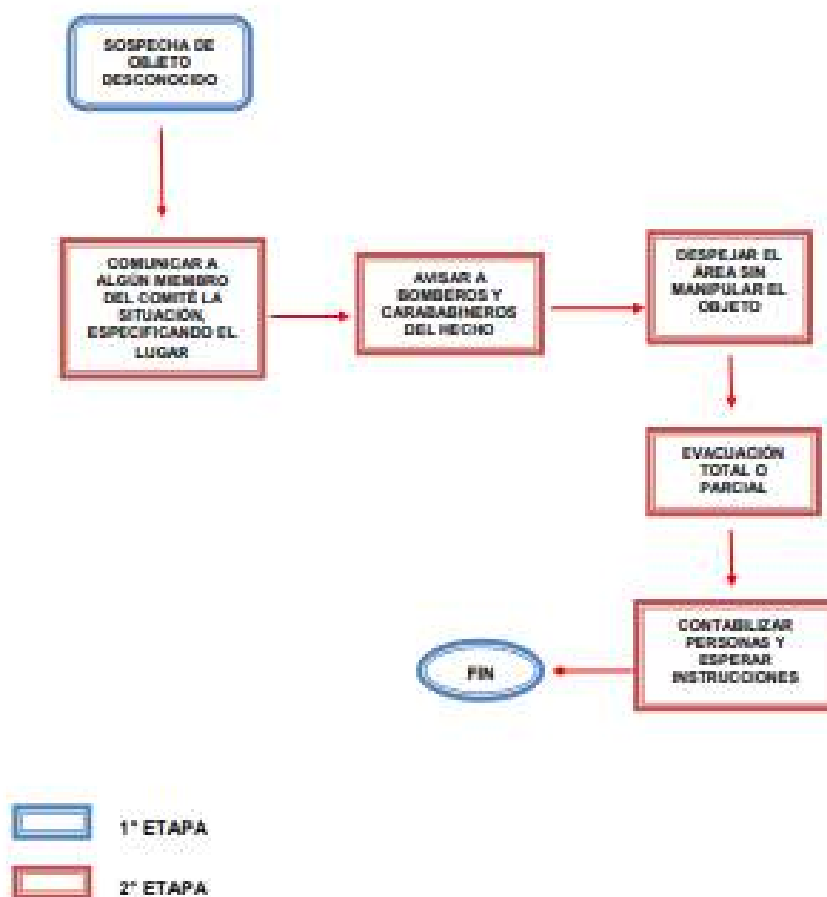 SOSPECHA DE
OBJETO
DESCONOCIDO
COMUNICAR A
ALGÚN MIEMBRO
DEL COMITÉ LA
SITUACIÓN,
ESPECIFICANDO EL
LUGAR
AVISAR A
BOMBEROS Y
CARABABINEROS
DEL HECHO
DESPEJAR EL
ÁREA SIN
MANIPULAR EL
OBJETO
EVACUACIÓN
TOTAL O
PARCIAL
CONTABILIZAR
PERSONAS Y
ESPERAR
INSTRUCCIONES
FIN
1° ETAPA
2° ETAPA